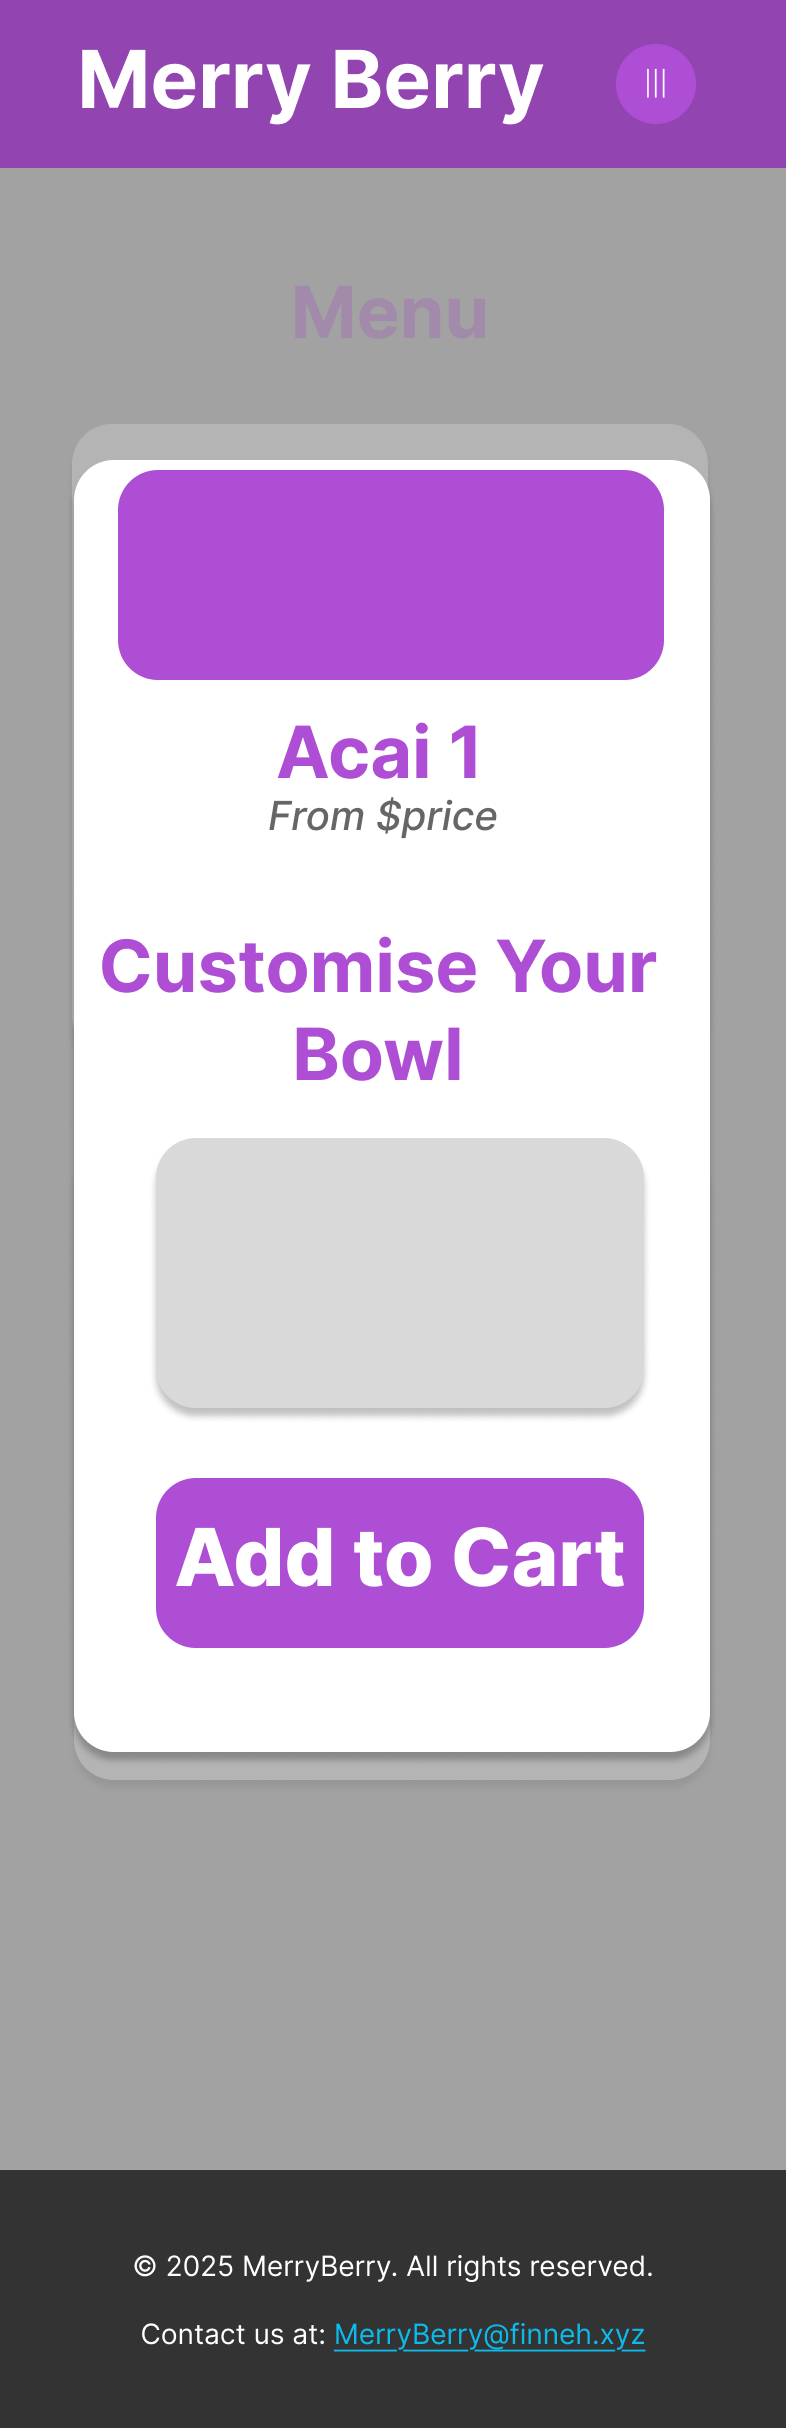 Merry Berry
Menu
Acai 1
From $price
Customise Your
Bowl
Add to Cart
© 2025 MerryBerry. All rights reserved.
Contact us at: MerryBerry@finneh.xyz